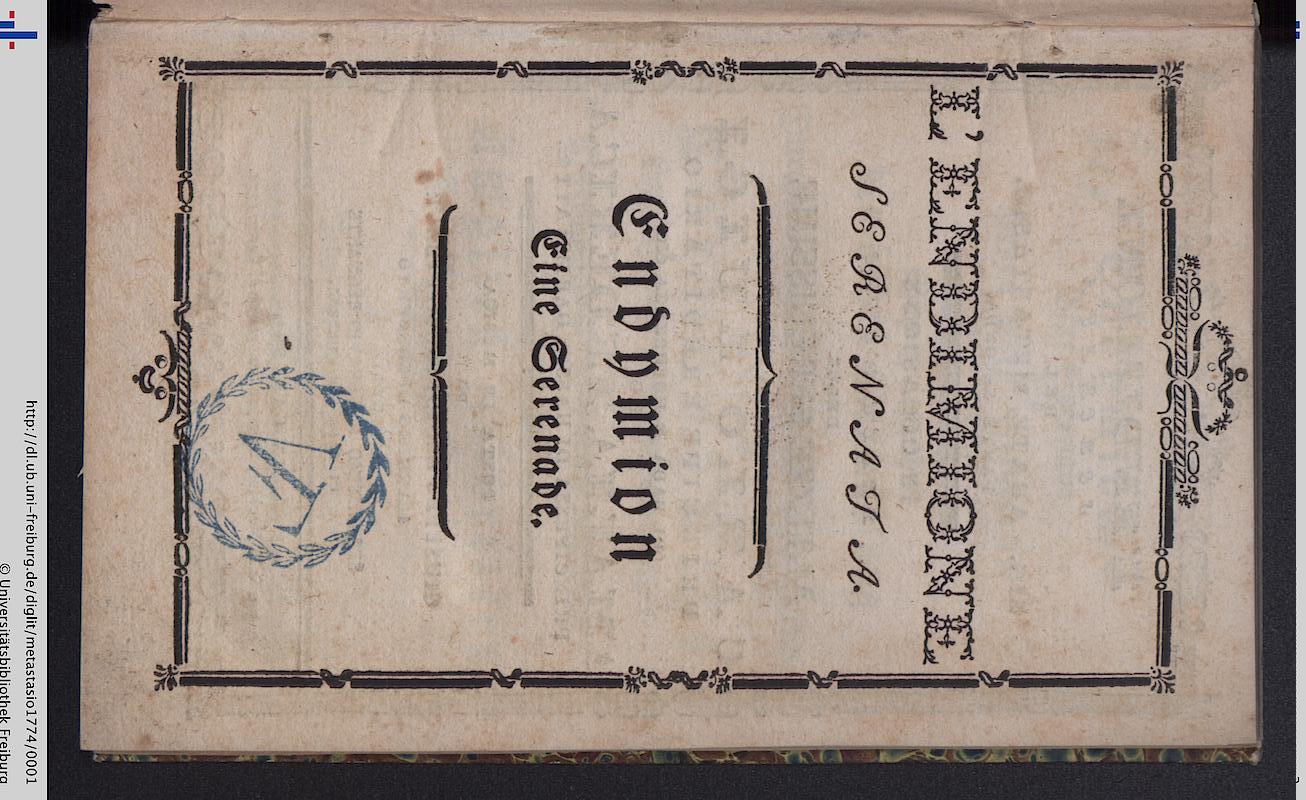 L'ENDIMIONE
SERENATA.
Endymion
Eine Serenade.
http://dl.ub.uni-freiburg.de/diglit/metastasio1774/0001
© Universitätsbibliothek Freiburg